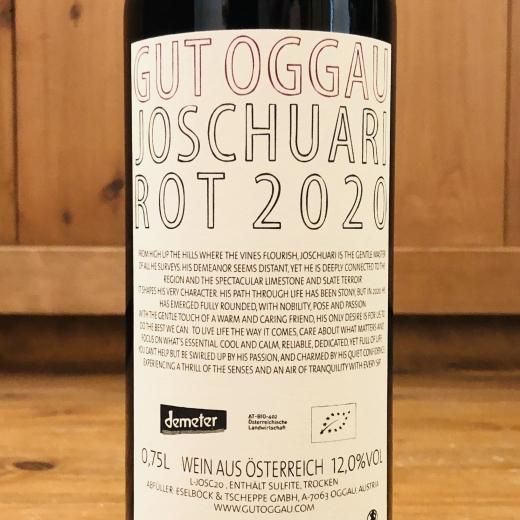 GUT OGGAU
JOSCHUARI
ROT 2020
FROM HIGH UP THE HILLS WHERE THE VINES FLOURISH, JOSCHUARI IS THE GENTLE MASTER
OF ALL HE SURVEYS. HIS DEMEANOR SEEMS DISTANT, YET HE IS DEEPLY CONNECTED TO THE
REGION AND THE SPECTACULAR LIMESTONE AND SLATE TERROIR
IT SHAPES HIS VERY CHARACTER. HIS PATH THROUGH LIFE HAS BEEN STONY, BUT IN 2020 HE
HAS EMERGED FULLY ROUNDED, WITH NOBILITY, POISE AND PASSION.
WITH THE GENTLE TOUCH OF A WARM AND CARING FRIEND, HIS ONLY DESIRE IS FOR US TO
DO THE BEST WE CAN. TO LIVE LIFE THE WAY IT COMES, CARE ABOUT WHAT MATTERS AND
FOCUS ON WHAT'S ESSENTIAL. COOL AND CALM, RELIABLE, DEDICATED, YET FULL OF LIFE.
YOU CAN'T HELP BUT BE SWIRLED UP BY HIS PASSION, AND CHARMED BY HIS QUIET CONFIDENCE.
EXPERIENCING A THRILL OF THE SENSES AND AN AIR OF TRANQUILITY WITH EVERY SIP.
demeter
AT-BIO-402
Österreichische
Landwirtschaft
0,75L WEIN AUS ÖSTERREICH 12,0%VOL
L-JOSC20 . ENTHÄLT SULFITE, TROCKEN
ABFÜLLER: ESELBÖCK & TSCHEPPE GMBH, A-7063 OGGAU, AUSTRIA
WWW.GUTOGGAU.COM